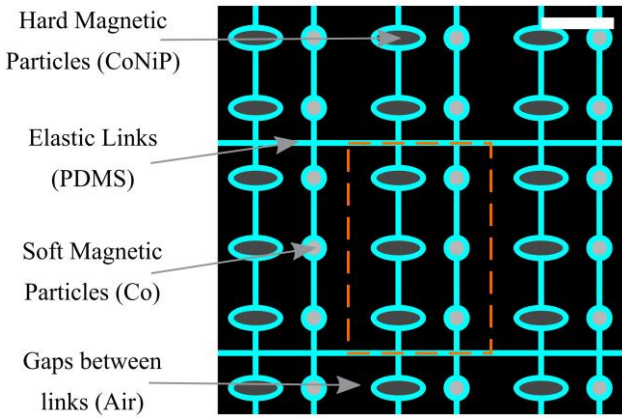 Hard Magnetic
Particles (CoNiP)
Elastic Links
(PDMS)
Soft Magnetic
Particles (Co)
Gaps between
links (Air)